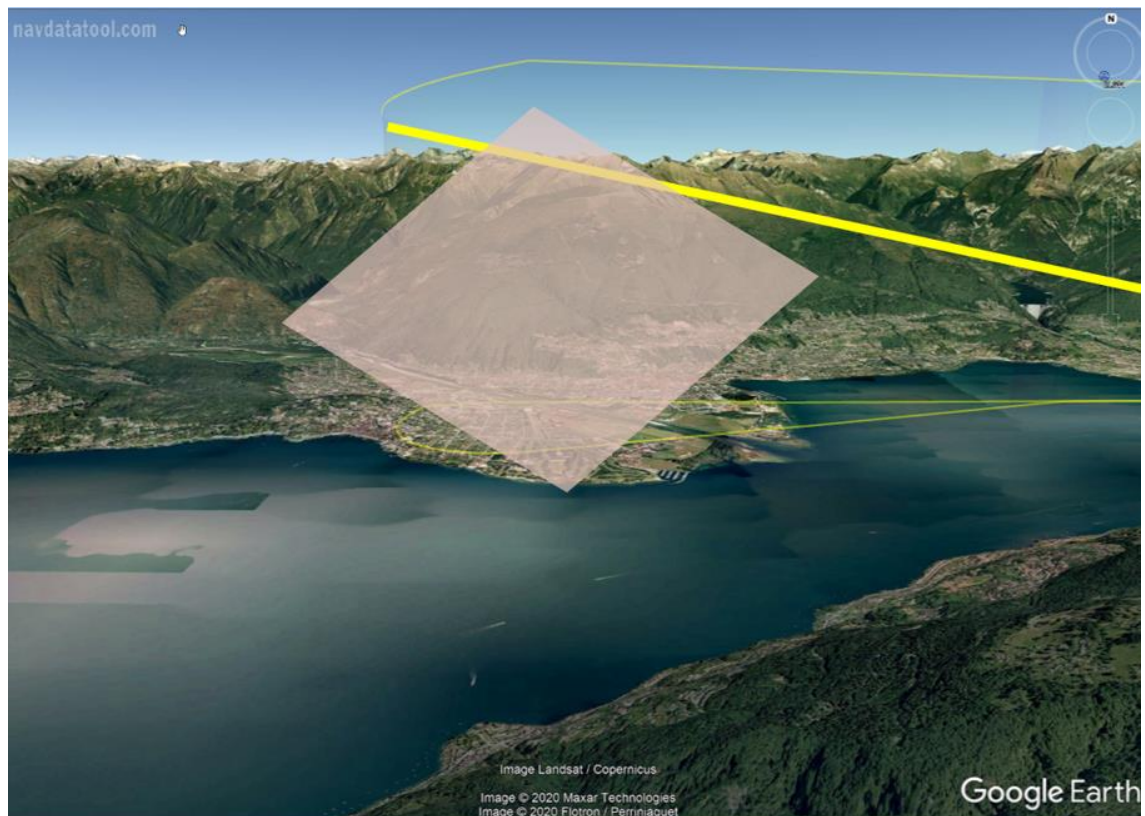 navdatatool.com
N
Image Landsat / Copernicus
Image © 2020 Maxar Technologies
Image © 2020 Flotron / Perrinjaquet
Google Earth